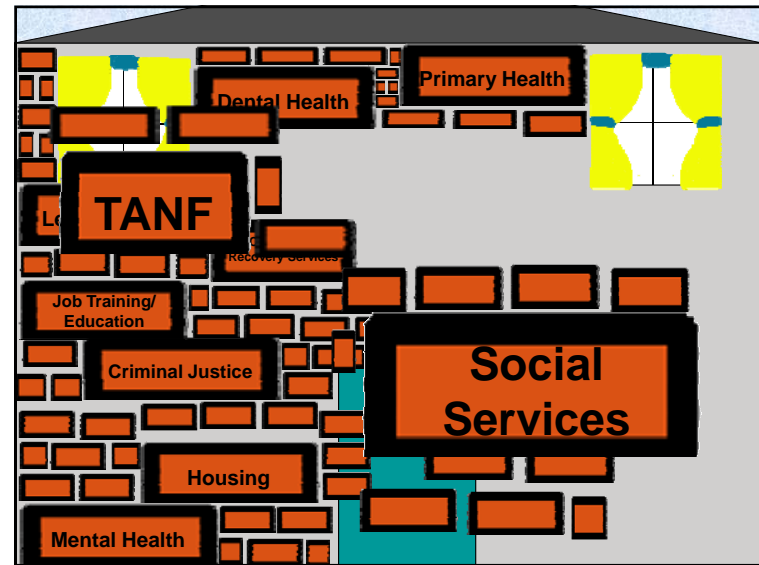 Primary Health
Dental Health
TANF
Recovery Services
Job Training/
Education
Criminal Justice
Social
Services
Housing
Mental Health